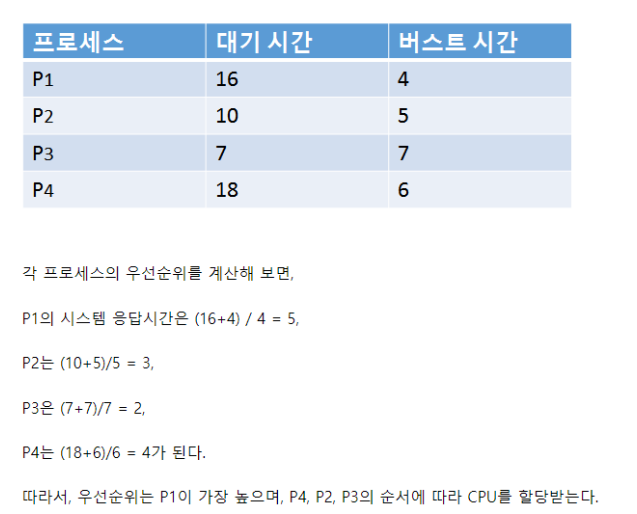 프로세스 대기 시간 버스트 시간
P1 16 4
P2 10 5
P3 7 7
P4 18 6
각 프로세스의 우선순위를 계산해 보면,
P1의 시스템 응답시간은 (16+4) / 4 = 5,
P2는 (10+5)/5 = 3,
P3은 (7+7)/7 = 2,
P4는 (18+6)/6 = 4가 된다.
따라서, 우선순위는 P1이 가장 높으며, P4, P2, P3의 순서에 따라 CPU를 할당받는다.